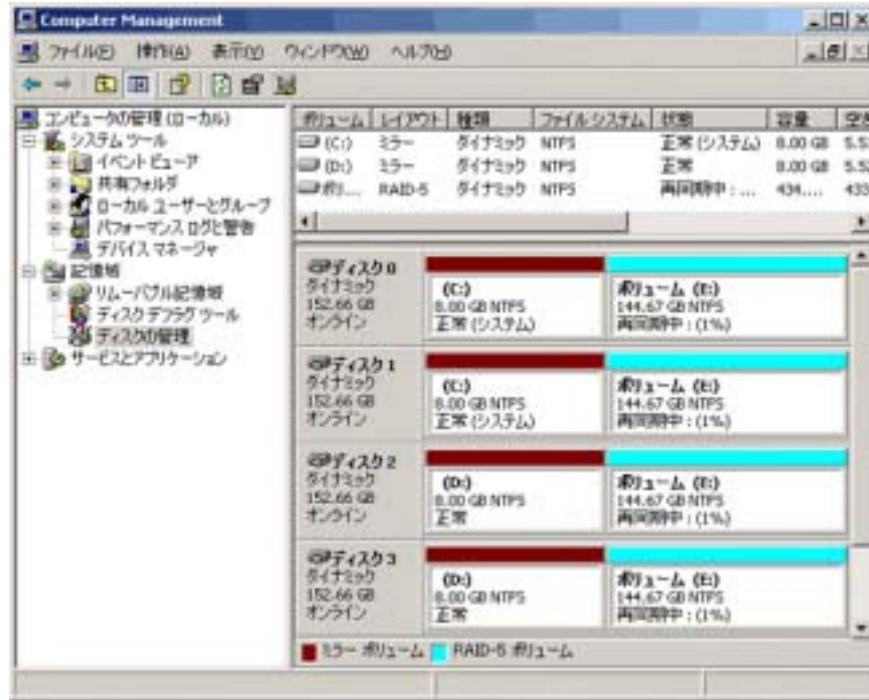 Computer Management
ファイル(F) 操作(A) 表示(V) ウィンドウ(W) ヘルプ(H)
コンピュータの管理 (ローカル)
システム ツール
イベント ビューア
共有フォルダ
ローカル ユーザーとグループ
パフォーマンス ログと警告
デバイス マネージャ
記憶域
リムーバブル記憶域
ディスク デフラグ ツール
ディスクの管理
サービスとアプリケーション
ボリューム レイアウト 種類 ファイル システム 状態 容量 空き
(C:) ミラー ダイナミック NTFS 正常 (システム) 8.00 GB
(D:) ミラー ダイナミック NTFS 正常 8.00 GB
ボリ... RAID-5 ダイナミック NTFS 再同期中 : ... 434.... 433
ディスク 0
ダイナミック
152.66 GB
オンライン
(C:)
8.00 GB NTFS
正常 (システム)
ボリューム (E:)
144.67 GB NTFS
再同期中 : (1%)
ディスク 1
ダイナミック
152.66 GB
オンライン
(C:)
8.00 GB NTFS
正常 (システム)
ボリューム (E:)
144.67 GB NTFS
再同期中 : (1%)
ディスク 2
ダイナミック
152.66 GB
オンライン
(D:)
8.00 GB NTFS
正常
ボリューム (E:)
144.67 GB NTFS
再同期中 : (1%)
ディスク 3
ダイナミック
152.66 GB
オンライン
(D:)
8.00 GB NTFS
正常
ボリューム (E:)
144.67 GB NTFS
再同期中 : (1%)
ミラー ボリューム RAID-5 ボリューム